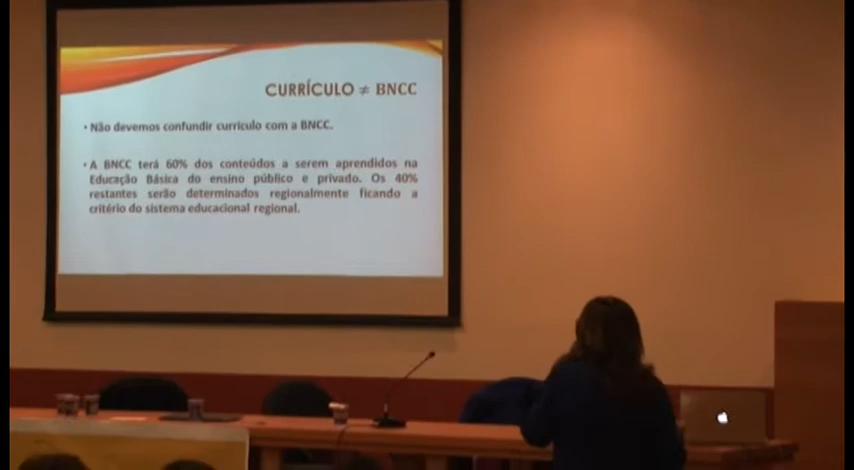 CURRÍCULO ≠ BNCC
• Não devemos confundir currículo com a BNCC.
• A BNCC terá 60% dos conteúdos a serem aprendidos na
Educação Básica do ensino público e privado. Os 40%
restantes serão determinados regionalmente ficando a
critério do sistema educacional regional.